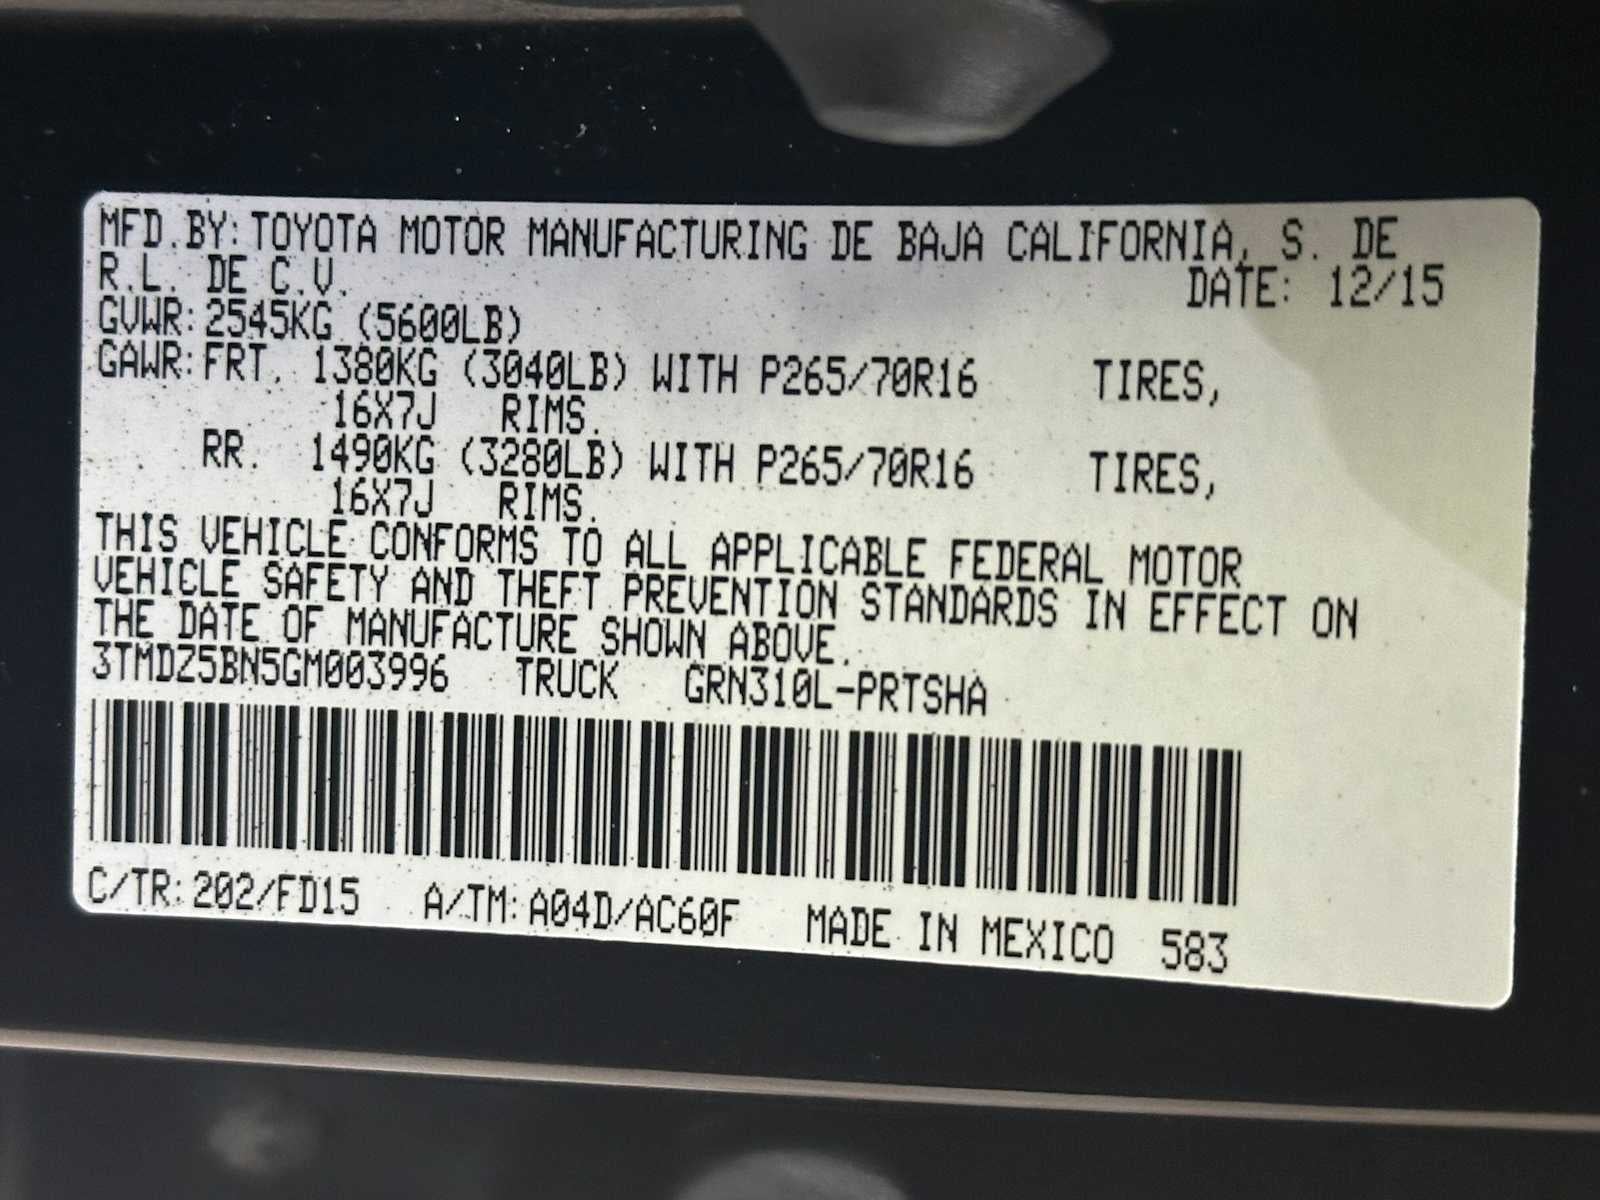 MFD.BY: TOYOTA MOTOR MANUFACTURING DE BAJA CALIFORNIA, S. DE
R.L. DE C.V. DATE: 12/15
GVWR: 2545KG (5600LB)
GAWR: FRT. 1380KG (3040LB) WITH P265/70R16 TIRES,
16X7J RIMS.
RR. 1490KG (3280LB) WITH P265/70R16 TIRES,
16X7J RIMS.
THIS VEHICLE CONFORMS TO ALL APPLICABLE FEDERAL MOTOR
VEHICLE SAFETY AND THEFT PREVENTION STANDARDS IN EFFECT ON
THE DATE OF MANUFACTURE SHOWN ABOVE.
3TMDZ5BN5GM003996 TRUCK GRN310L-PRTSHA
C/TR: 202/FD15 A/TM: A04D/AC60F MADE IN MEXICO 583